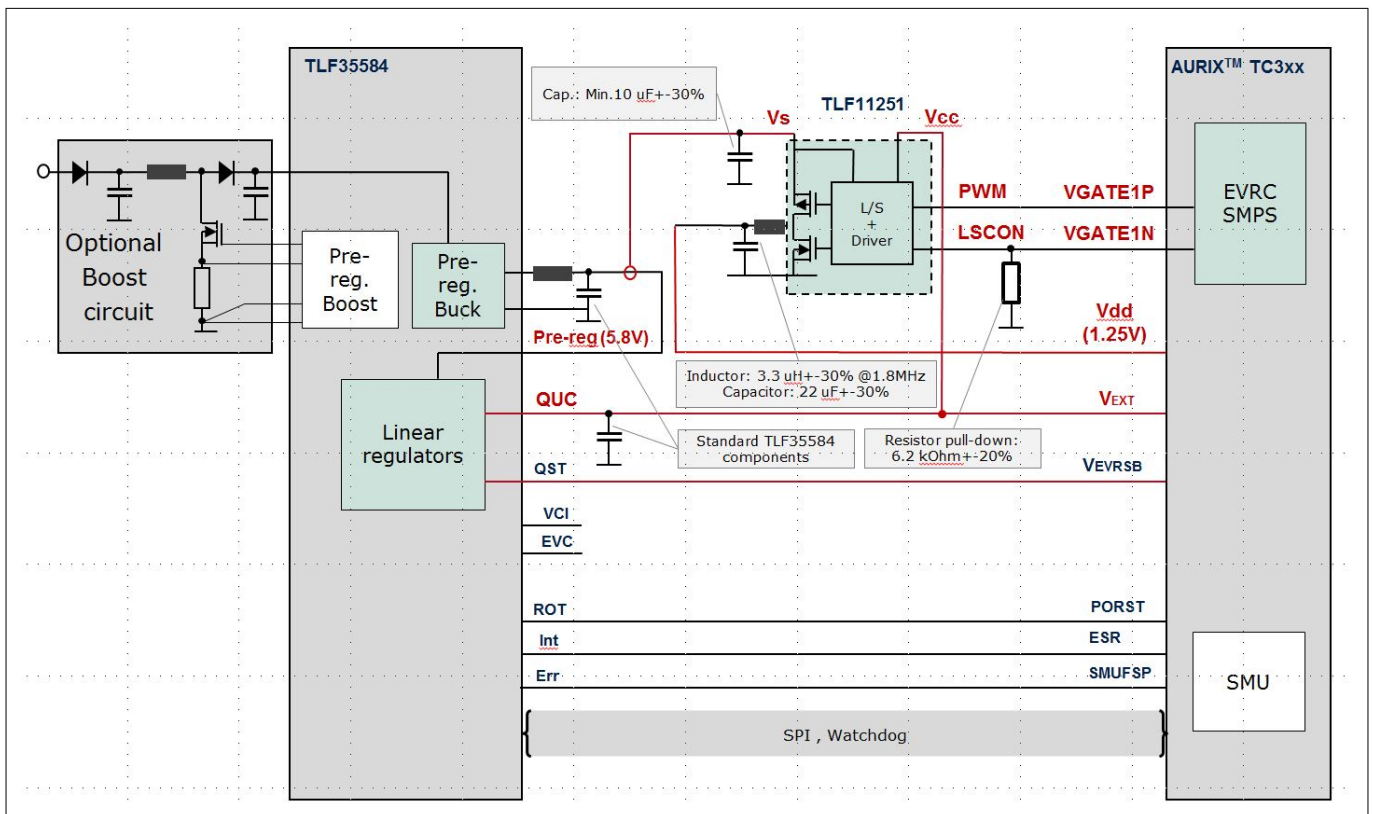 TLF35584
AURIX™ TC3xx
Cap.: Min.10 uF+-30%
TLF11251
Vs
Vcc
EVRC
SMPS
PWM
VGATE1P
L/S
+
Driver
LSCON
VGATE1N
Optional
Boost
circuit
Pre-
reg.
Boost
Pre-
reg.
Buck
Pre-reg(5.8V)
Vdd
(1.25V)
Inductor: 3.3 uH+-30% @1.8MHz
Capacitor: 22 uF+-30%
QUC
VEXT
Linear
regulators
Standard TLF35584
components
Resistor pull-down:
6.2 kOhm+-20%
QST
VEVRSB
VCI
EVC
ROT
PORST
Int
ESR
Err
SMUFSP
SMU
SPI , Watchdog